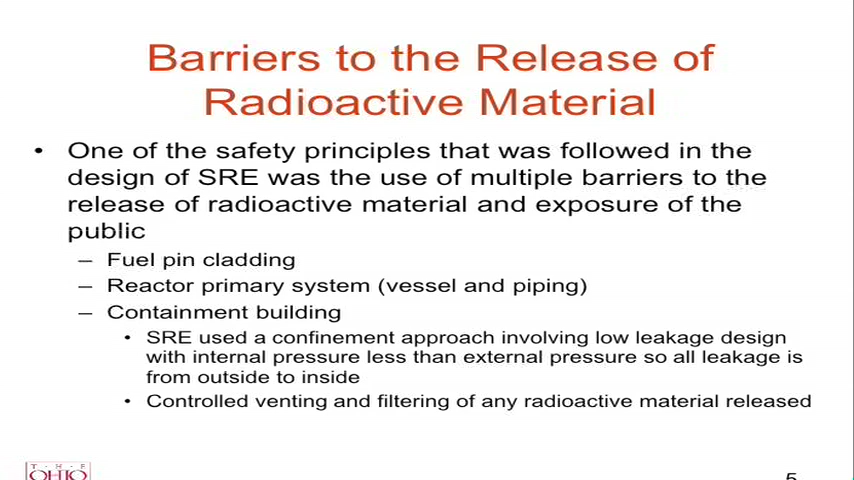 Barriers to the Release of
Radioactive Material
• One of the safety principles that was followed in the
design of SRE was the use of multiple barriers to the
release of radioactive material and exposure of the
public
– Fuel pin cladding
– Reactor primary system (vessel and piping)
– Containment building
• SRE used a confinement approach involving low leakage design
with internal pressure less than external pressure so all leakage is
from outside to inside
• Controlled venting and filtering of any radioactive material released
T · H · E
OHIO
5